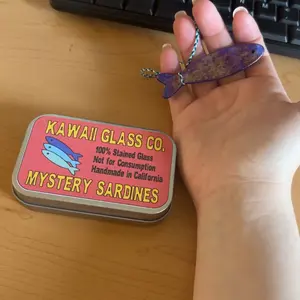 KAWAII GLASS CO.
100% Stained Glass
Not for Consumption
Handmade in California
MYSTERY SARDINES